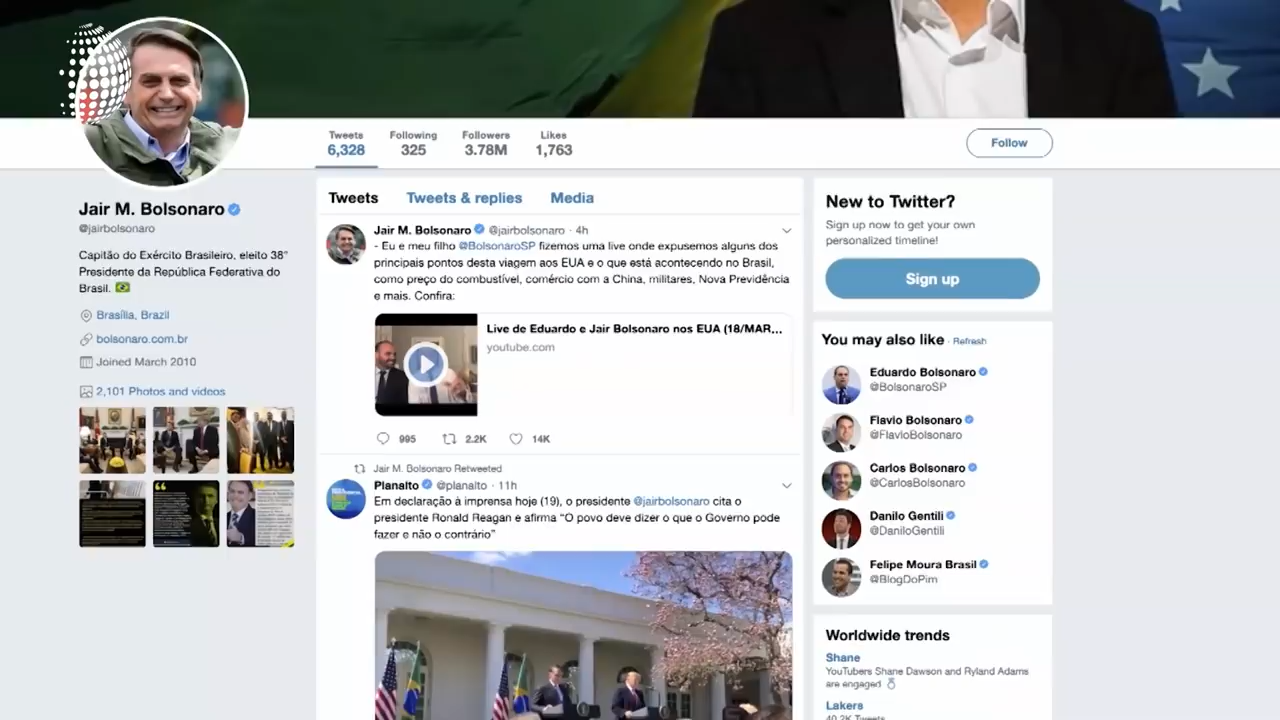 Tweets
6,328
Following
325
Followers
3.78M
Likes
1,763
Follow
Jair M. Bolsonaro
@jairbolsonaro
Capitão do Exército Brasileiro, eleito 38°
Presidente da República Federativa do
Brasil.
Brasília, Brazil
bolsonaro.com.br
Joined March 2010
2,101 Photos and videos
Tweets
Tweets & replies
Media
Jair M. Bolsonaro @jairbolsonaro · 4h
- Eu e meu filho @BolsonaroSP fizemos uma live onde expusemos alguns dos
principais pontos desta viagem aos EUA e o que está acontecendo no Brasil,
como preço do combustível, comércio com a China, militares, Nova Previdência
e mais. Confira:
Live de Eduardo e Jair Bolsonaro nos EUA (18/MAR...
youtube.com
995
2.2K
14K
Jair M. Bolsonaro Retweeted
Planalto @planalto · 11h
Em declaração à imprensa hoje (19), o presidente @jairbolsonaro cita o
presidente Ronald Reagan e afirma “O povo deve dizer o que o Governo pode
fazer e não o contrário”
New to Twitter?
Sign up now to get your own
personalized timeline!
Sign up
You may also like · Refresh
Eduardo Bolsonaro
@BolsonaroSP
Flavio Bolsonaro
@FlavioBolsonaro
Carlos Bolsonaro
@CarlosBolsonaro
Danilo Gentili
@DaniloGentili
Felipe Moura Brasil
@BlogDoPim
Worldwide trends
Shane
YouTubers Shane Dawson and Ryland Adams
are engaged
Lakers
40.2K Tweets